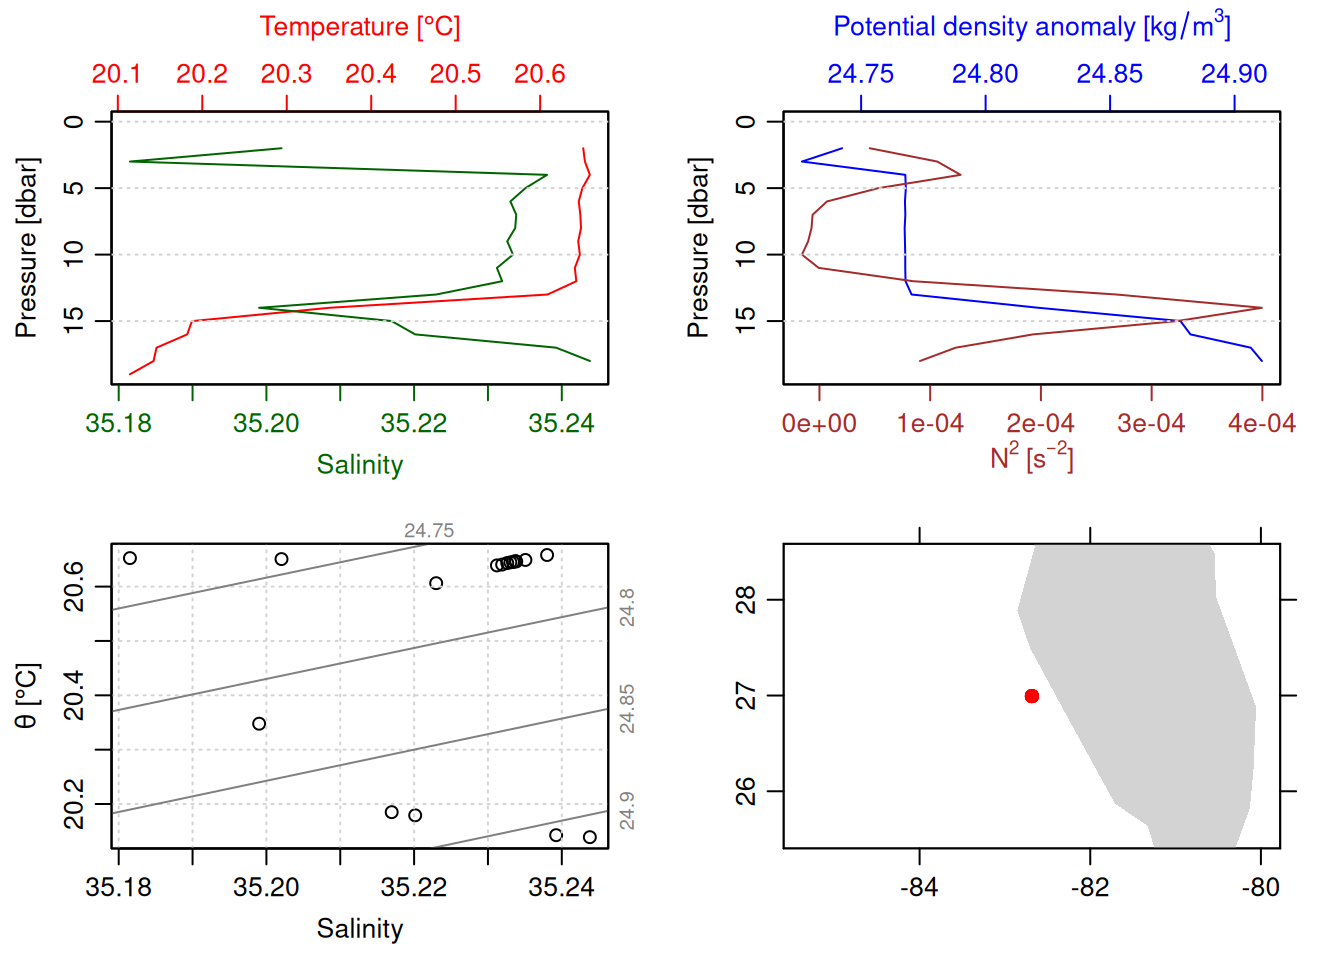 Temperature [°C]
20.1 20.2 20.3 20.4 20.5 20.6
Pressure [dbar]
0
5
10
15
35.18 35.20 35.22 35.24
Salinity
Potential density anomaly [kg/m³]
24.75 24.80 24.85 24.90
Pressure [dbar]
0
5
10
15
0e+00 1e-04 2e-04 3e-04 4e-04
N² [s⁻²]
24.75
24.8
24.85
24.9
θ [°C]
20.6
20.4
20.2
35.18 35.20 35.22 35.24
Salinity
28
27
26
-84 -82 -80